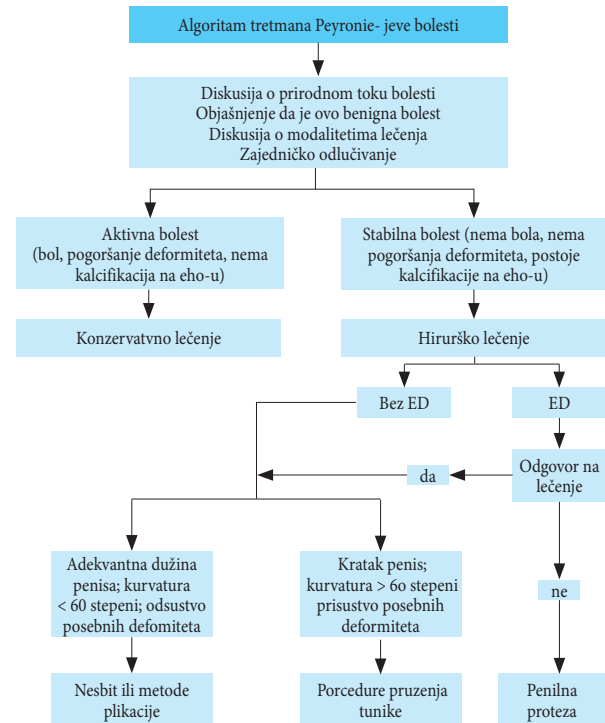 Algoritam tretmana Peyronie- jeve bolesti
Diskusija o prirodnom toku bolesti
Objašnjenje da je ovo benigna bolest
Diskusija o modalitetima lečenja
Zajedničko odlučivanje
Aktivna bolest
(bol, pogoršanje deformiteta, nema
kalcifikacija na eho-u)
Stabilna bolest (nema bola, nema
pogoršanja deformiteta, postoje
kalcifikacije na eho-u)
Konzervatvno lečenje
Hirurško lečenje
Bez ED
ED
Odgovor na
lečenje
da
ne
Adekvantna dužina
penisa; kurvatura
< 60 stepeni; odsustvo
posebnih defomiteta
Kratak penis;
kurvatura > 6o stepeni
prisustvo posebnih
deformiteta
Nesbit ili metode
plikacije
Porcedure pruzenja
tunike
Penilna
proteza